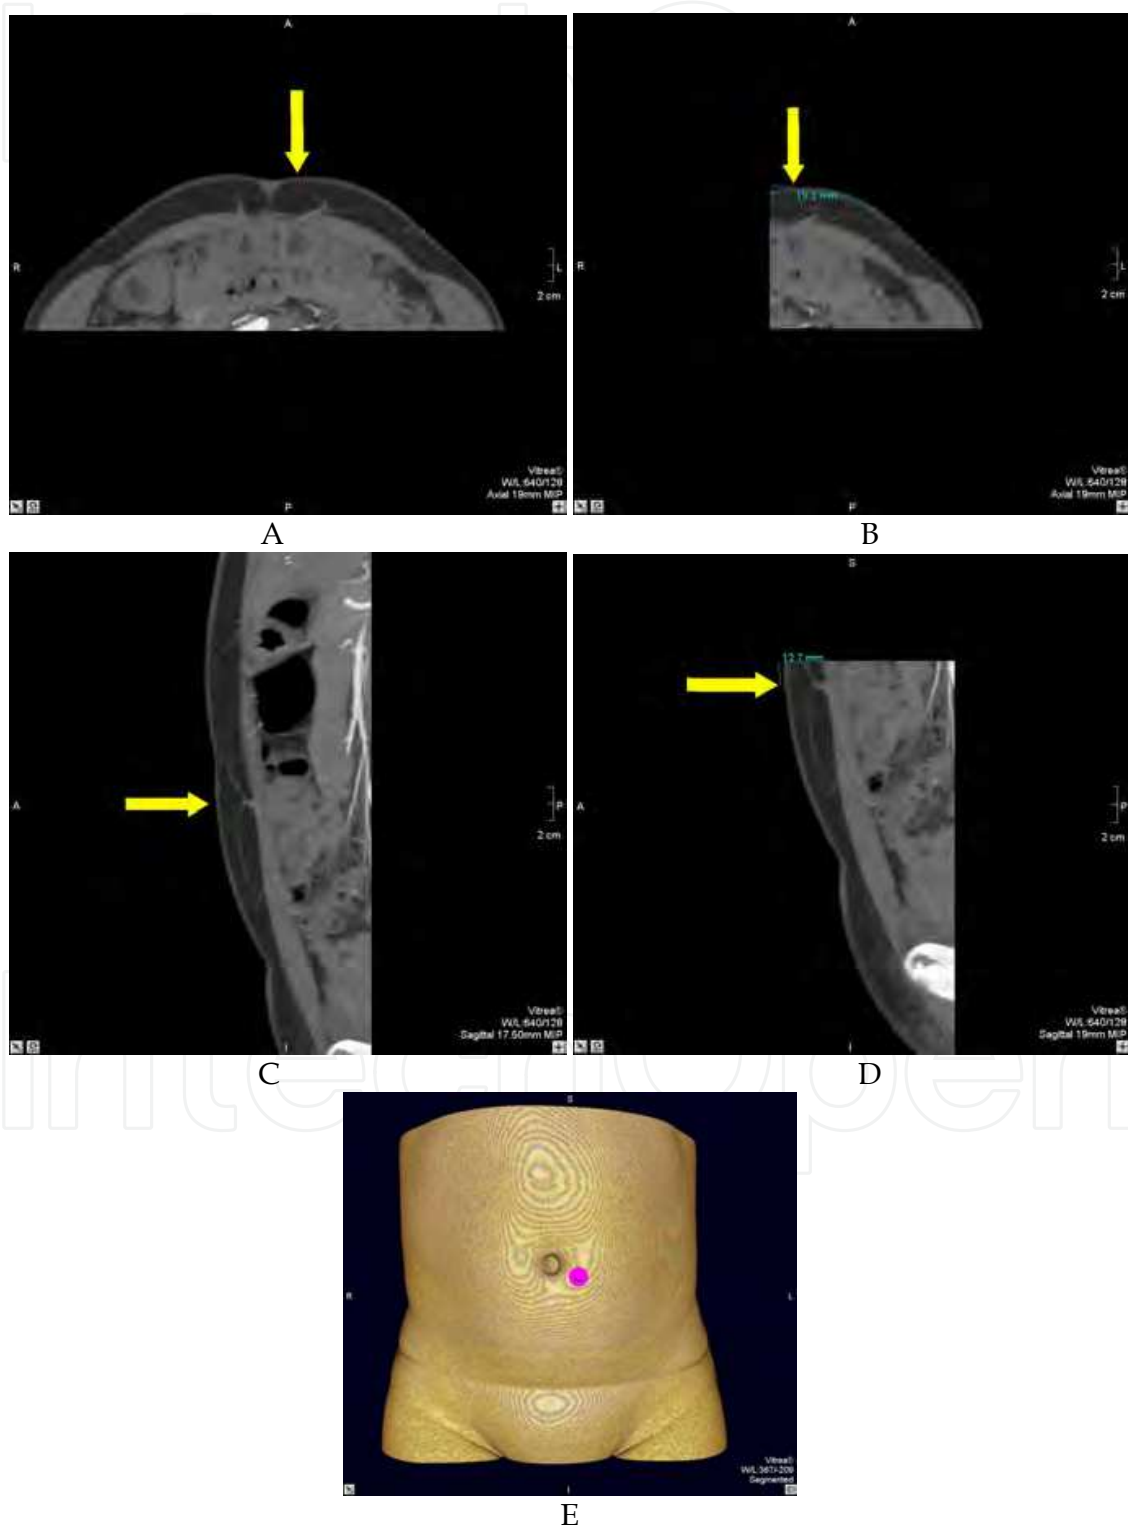 A
A
R
L
2 cm
Vitrea®
W/L:640/128
Axial 19mm MIP
P
A
A
R
L
2 cm
Vitrea®
W/L:640/128
Axial 19mm MIP
P
B
S
A
P
2 cm
Vitrea®
W/L:640/128
Sagittal 17.50mm MIP
I
C
S
12.7 mm
A
P
2 cm
Vitrea®
W/L:640/128
Sagittal 19mm MIP
I
D
S
R
L
Vitrea®
Segmented
I
E
IntechOpen